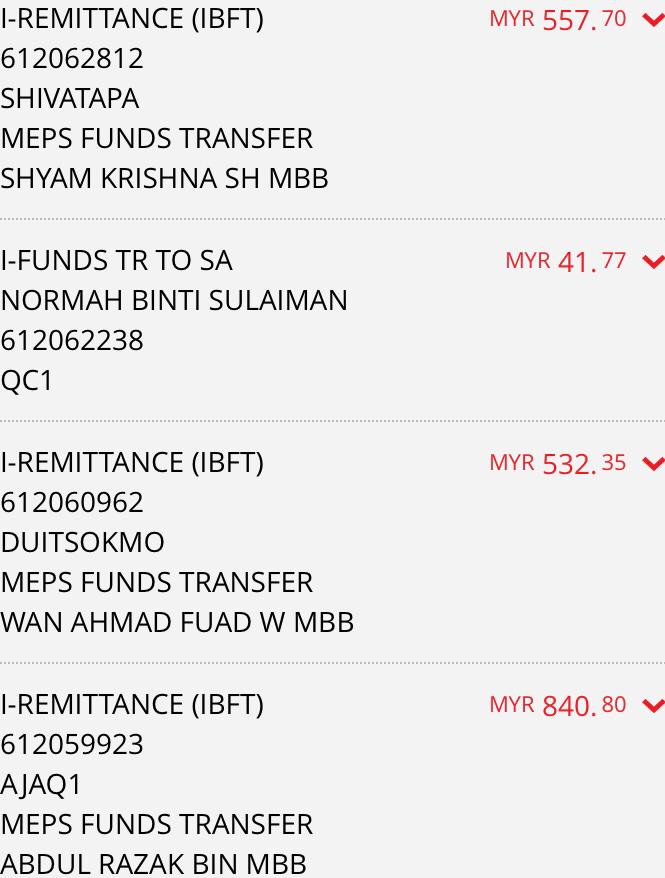 I-REMITTANCE (IBFT) MYR 557.70
612062812
SHIVATAPA
MEPS FUNDS TRANSFER
SHYAM KRISHNA SH MBB
I-FUNDS TR TO SA MYR 41.77
NORMAH BINTI SULAIMAN
612062238
QC1
I-REMITTANCE (IBFT) MYR 532.35
612060962
DUITSOKMO
MEPS FUNDS TRANSFER
WAN AHMAD FUAD W MBB
I-REMITTANCE (IBFT) MYR 840.80
612059923
AJAQ1
MEPS FUNDS TRANSFER
ABDUL RAZAK BIN MBB